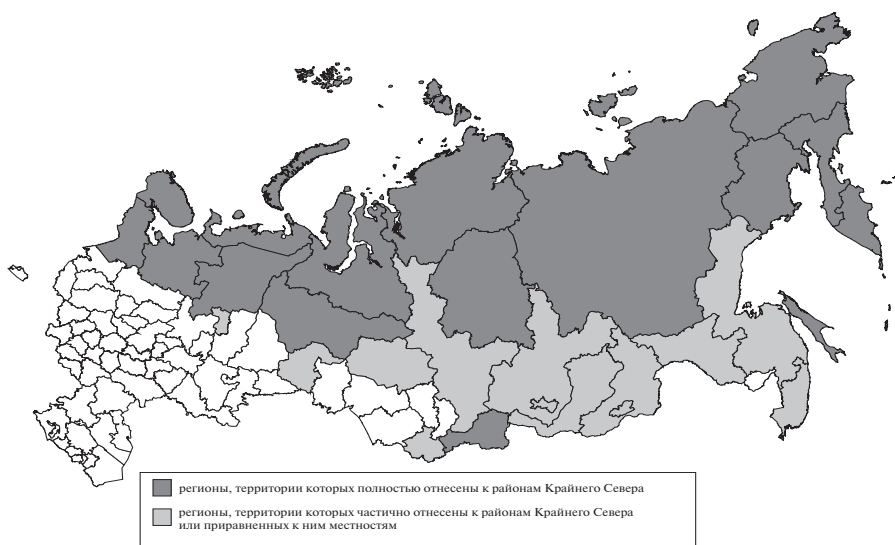 регионы, территории которых полностью отнесены к районам Крайнего Севера
регионы, территории которых частично отнесены к районам Крайнего Севера
или приравненных к ним местностям